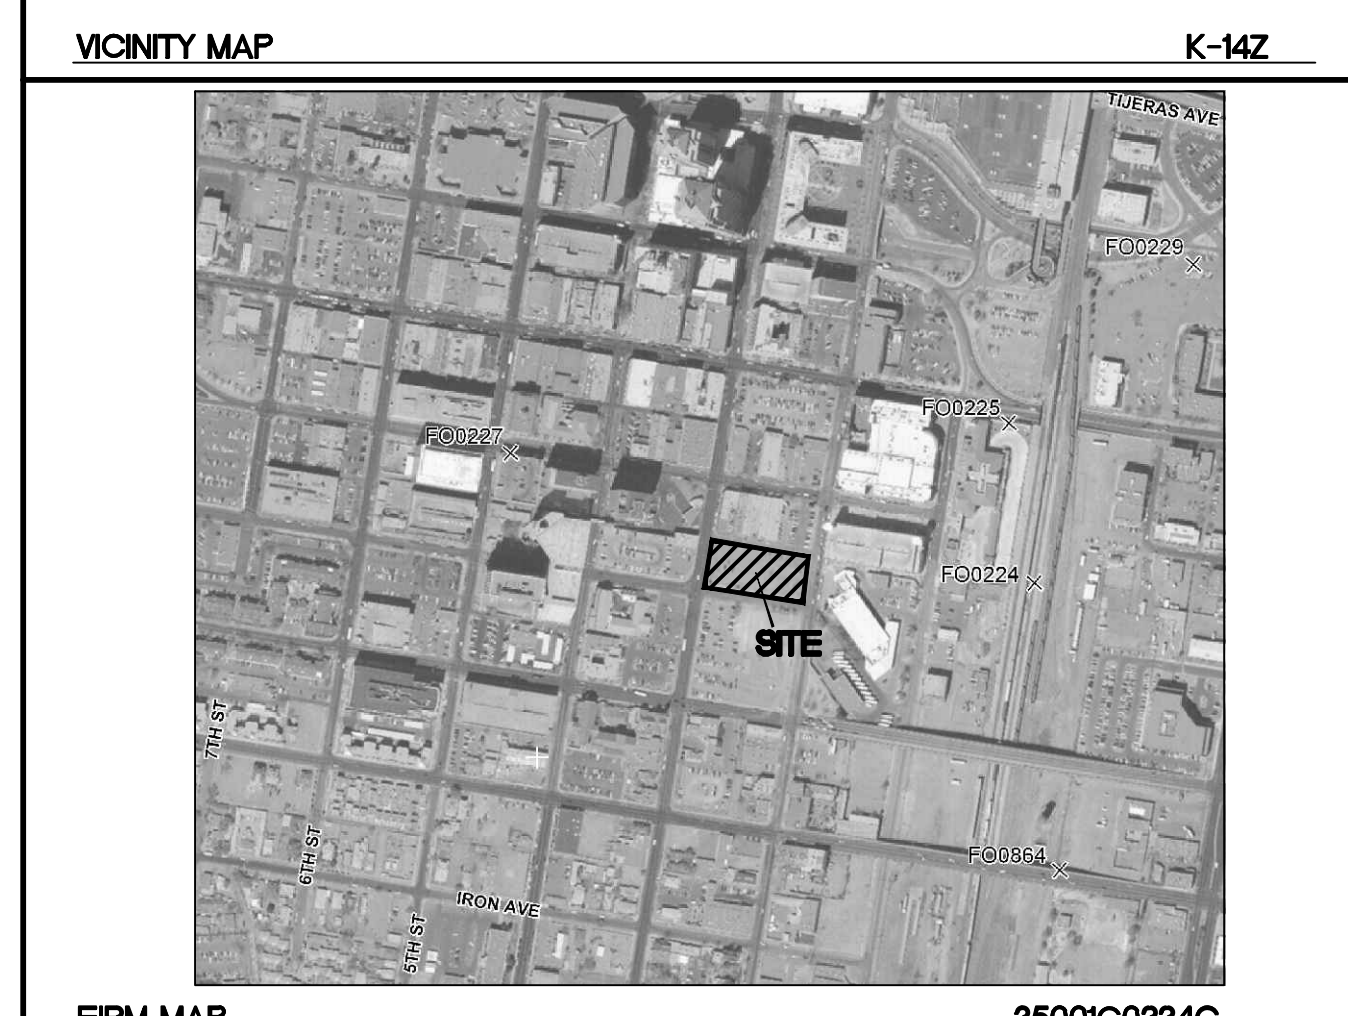 VICINITY MAP
K-14Z
TIJERAS AVE
FO0229
FO0225
FO0227
FO0224
SITE
7TH ST
6TH ST
FO0864
IRON AVE
5TH ST
FIRM MAP
35001C0334G